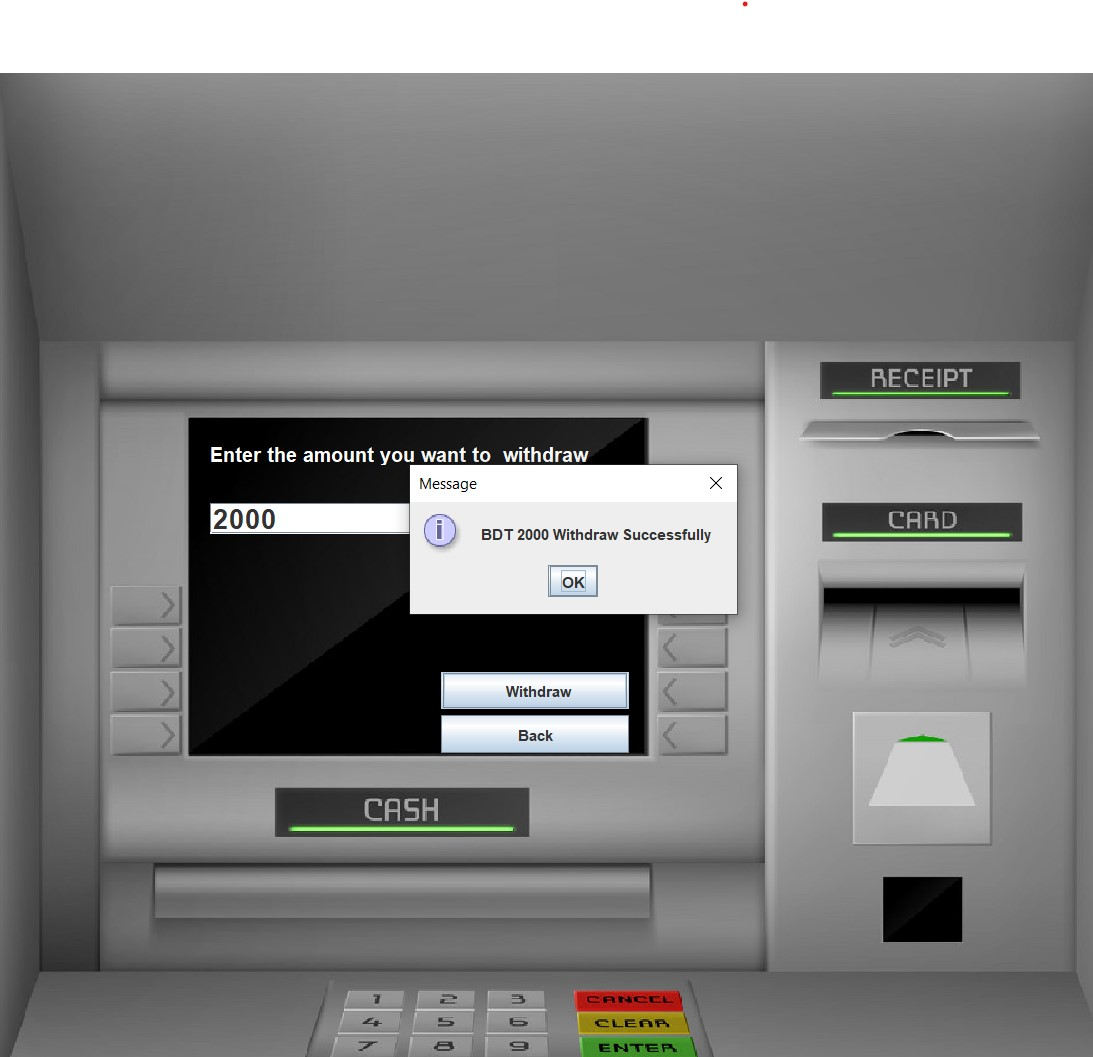 RECEIPT
Enter the amount you want to  withdraw
Message
2000
BDT 2000 Withdraw Successfully
CARD
OK
Withdraw
Back
CASH
1 2 3 CANCEL
4 5 6 CLEAR
7 8 9 ENTER